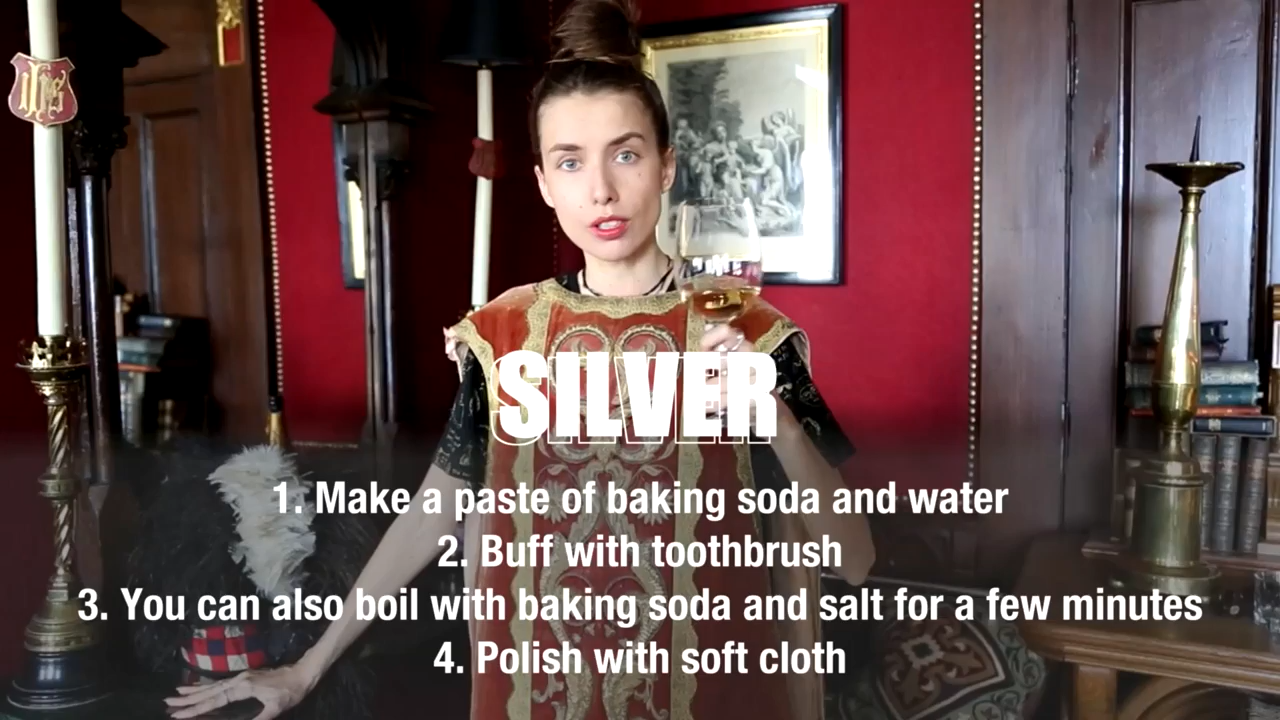 SILVER
1. Make a paste of baking soda and water
2. Buff with toothbrush
3. You can also boil with baking soda and salt for a few minutes
4. Polish with soft cloth